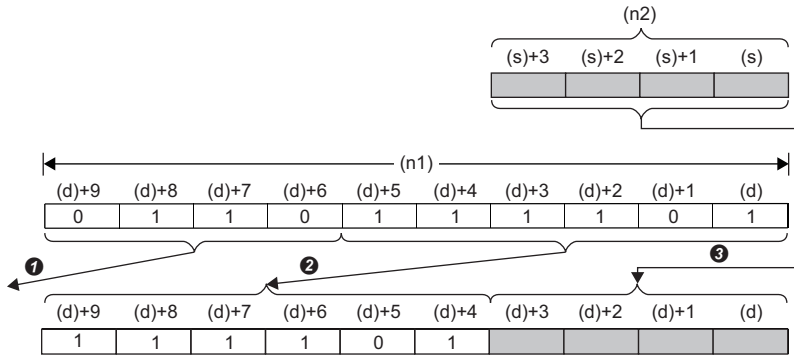 (n2)
(s)+3 (s)+2 (s)+1 (s)
(n1)
(d)+9 (d)+8 (d)+7 (d)+6 (d)+5 (d)+4 (d)+3 (d)+2 (d)+1 (d)
0 1 1 0 1 1 1 1 0 1
❶ ❷ ❸
(d)+9 (d)+8 (d)+7 (d)+6 (d)+5 (d)+4 (d)+3 (d)+2 (d)+1 (d)
1 1 1 1 0 1